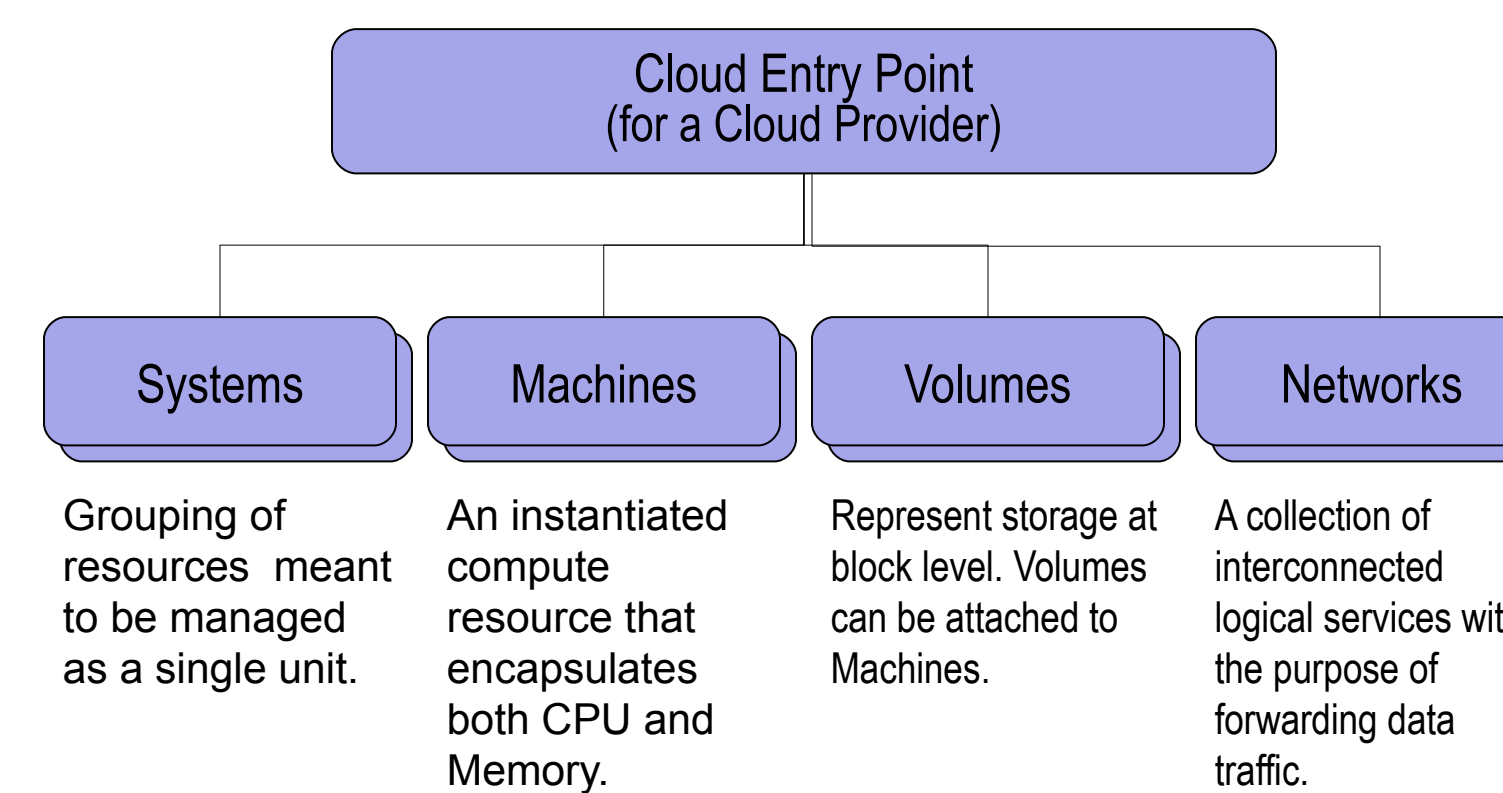 Cloud Entry Point
(for a Cloud Provider)
Systems
Machines
Volumes
Networks
Grouping of
resources  meant
to be managed
as a single unit.
An instantiated
compute
resource that
encapsulates
both CPU and
Memory.
Represent storage at
block level. Volumes
can be attached to
Machines.
A collection of
interconnected
logical services wit
the purpose of
forwarding data
traffic.